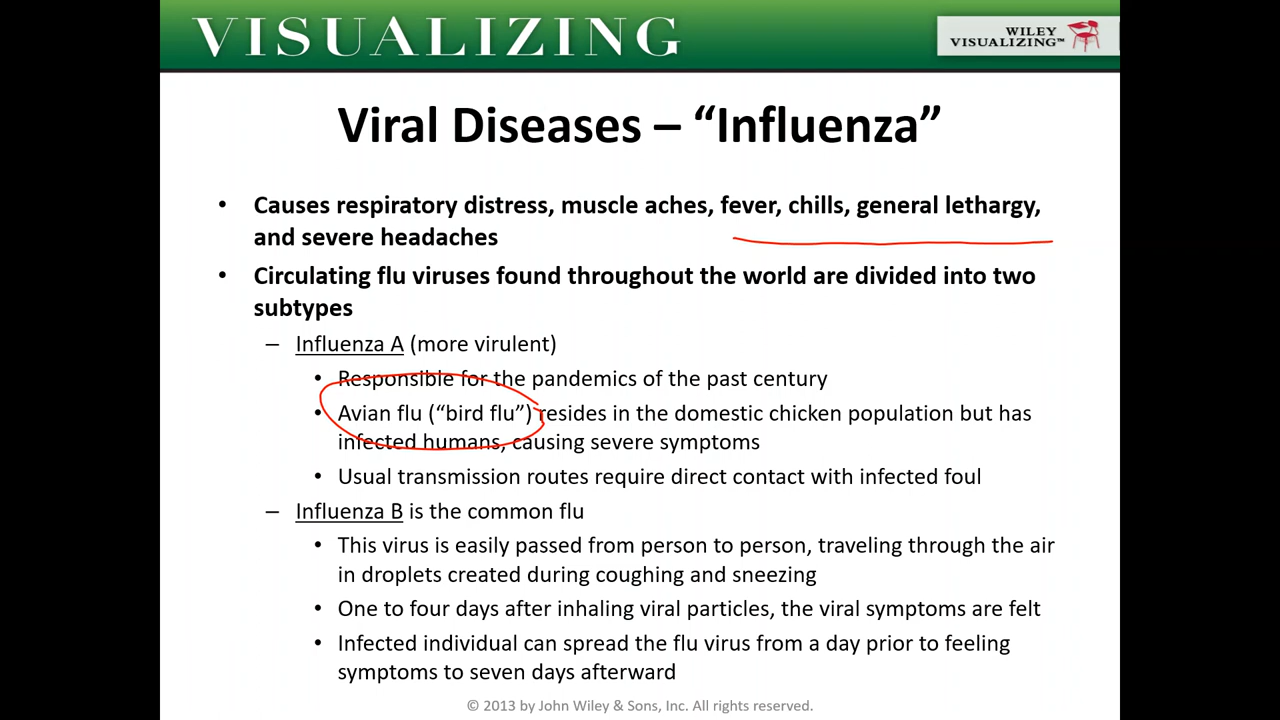 VISUALIZING
WILEY
VISUALIZING™
Viral Diseases – “Influenza”
• Causes respiratory distress, muscle aches, fever, chills, general lethargy,
and severe headaches
• Circulating flu viruses found throughout the world are divided into two
subtypes
– Influenza A (more virulent)
• Responsible for the pandemics of the past century
• Avian flu (“bird flu”) resides in the domestic chicken population but has
infected humans, causing severe symptoms
• Usual transmission routes require direct contact with infected foul
– Influenza B is the common flu
• This virus is easily passed from person to person, traveling through the air
in droplets created during coughing and sneezing
• One to four days after inhaling viral particles, the viral symptoms are felt
• Infected individual can spread the flu virus from a day prior to feeling
symptoms to seven days afterward
© 2013 by John Wiley & Sons, Inc. All rights reserved.